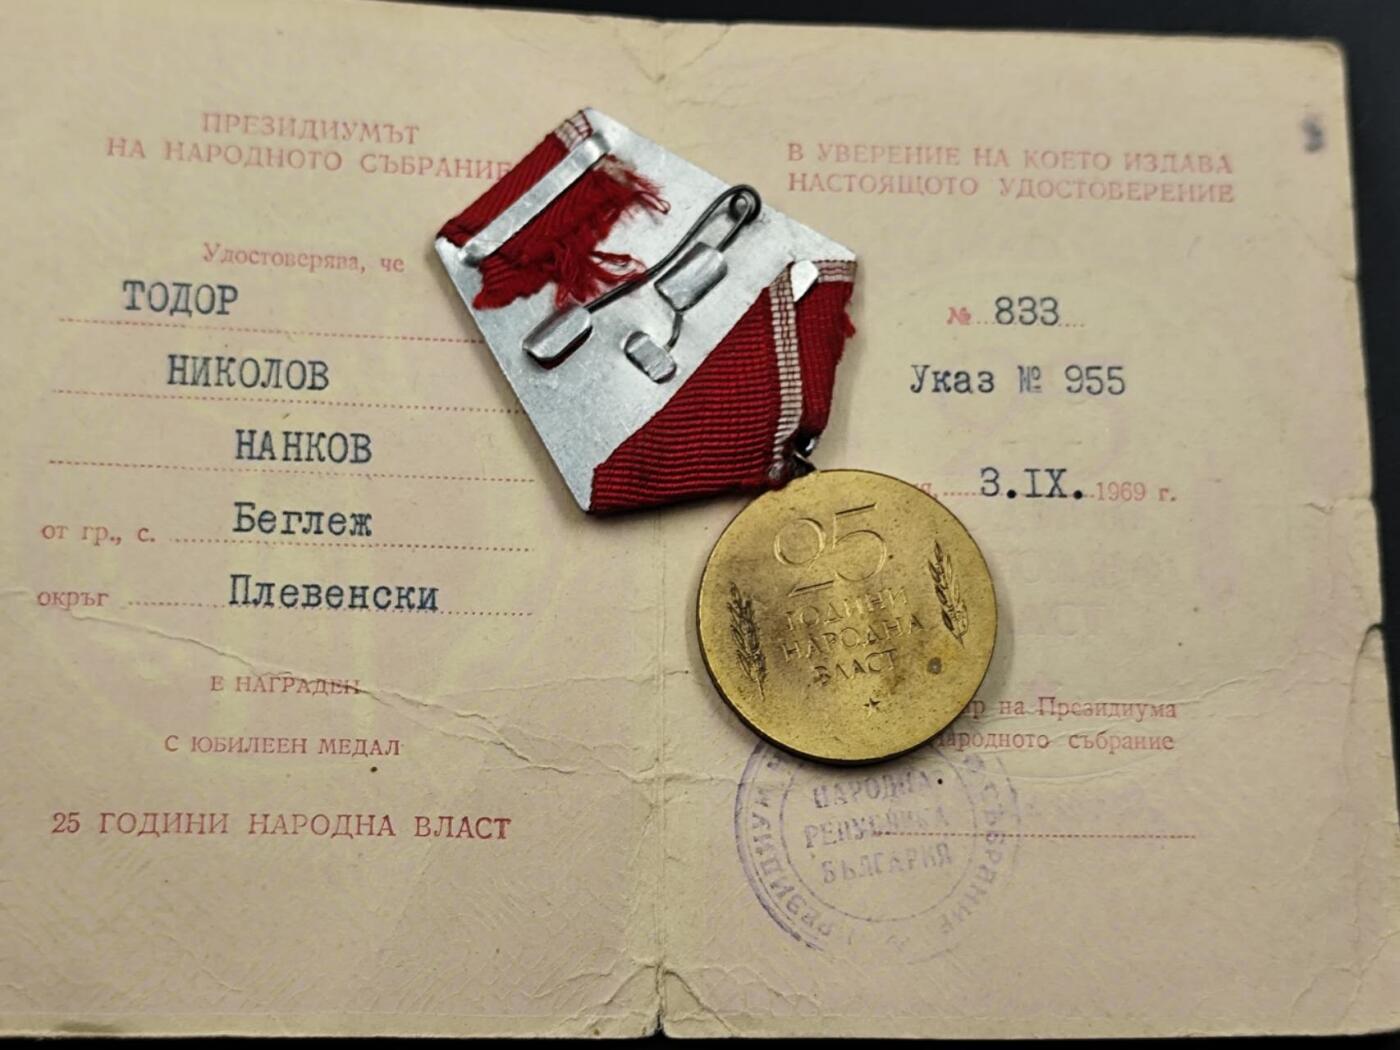 ПРЕЗИДИУМЪТ
НА НАРОДНОТО СЪБРАНИЕ
Удостоверява, че
ТОДОР
НИКОЛОВ
НАНКОВ
от гр., с. Беглеж
окръг Плевенски
Е НАГРАДЕН
С ЮБИЛЕЕН МЕДАЛ
25 ГОДИНИ НАРОДНА ВЛАСТ
В УВЕРЕНИЕ НА КОЕТО ИЗДАВА
НАСТОЯЩОТО УДОСТОВЕРЕНИЕ
№ 833
Указ № 955
3.IX. 1969 г.
на Президиума
Народното събрание
25
ГОДИНИ
НАРОДНА
ВЛАСТ
НАРОДНА
РЕПУБЛИКА
БЪЛГАРИЯ